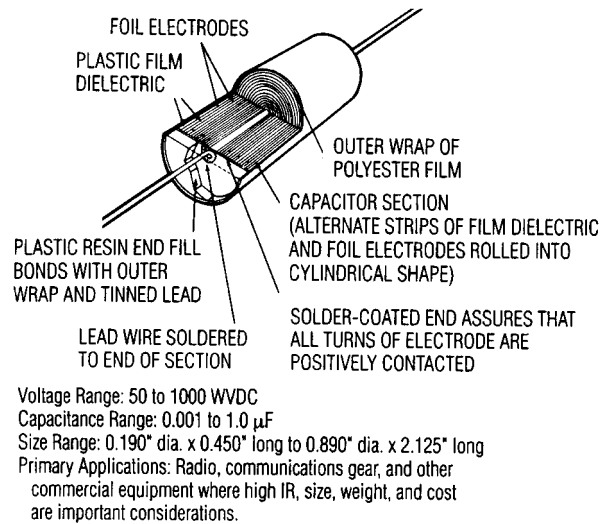 FOIL ELECTRODES
PLASTIC FILM
DIELECTRIC
OUTER WRAP OF
POLYESTER FILM
CAPACITOR SECTION
(ALTERNATE STRIPS OF FILM DIELECTRIC
AND FOIL ELECTRODES ROLLED INTO
CYLINDRICAL SHAPE)
PLASTIC RESIN END FILL
BONDS WITH OUTER
WRAP AND TINNED LEAD
SOLDER-COATED END ASSURES THAT
ALL TURNS OF ELECTRODE ARE
POSITIVELY CONTACTED
LEAD WIRE SOLDERED
TO END OF SECTION
Voltage Range: 50 to 1000 WVDC
Capacitance Range: 0.001 to 1.0 µF
Size Range: 0.190" dia. x 0.450" long to 0.890" dia. x 2.125" long
Primary Applications: Radio, communications gear, and other
commercial equipment where high IR, size, weight, and cost
are important considerations.